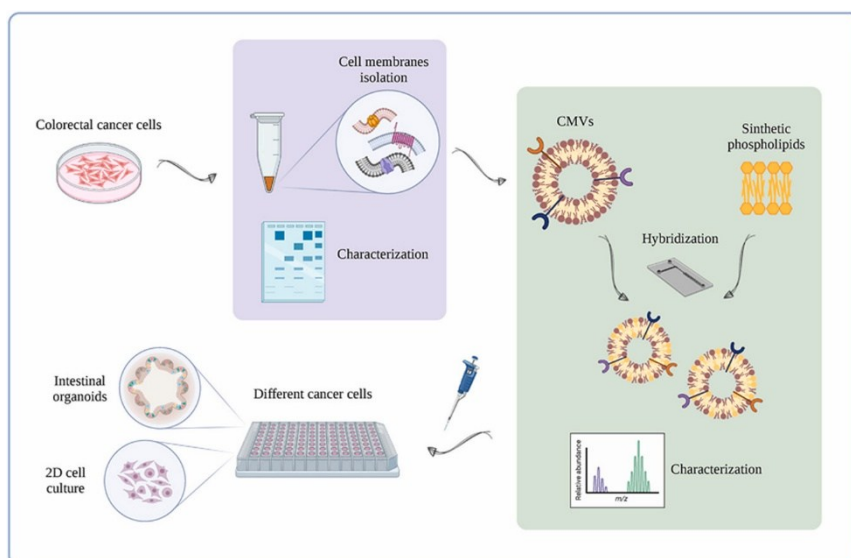 Colorectal cancer cells
Cell membranes
isolation
Characterization
CMVs
Sinthetic
phospholipids
Hybridization
Relative abundance
m/z
Characterization
Different cancer cells
Intestinal
organoids
2D cell
culture